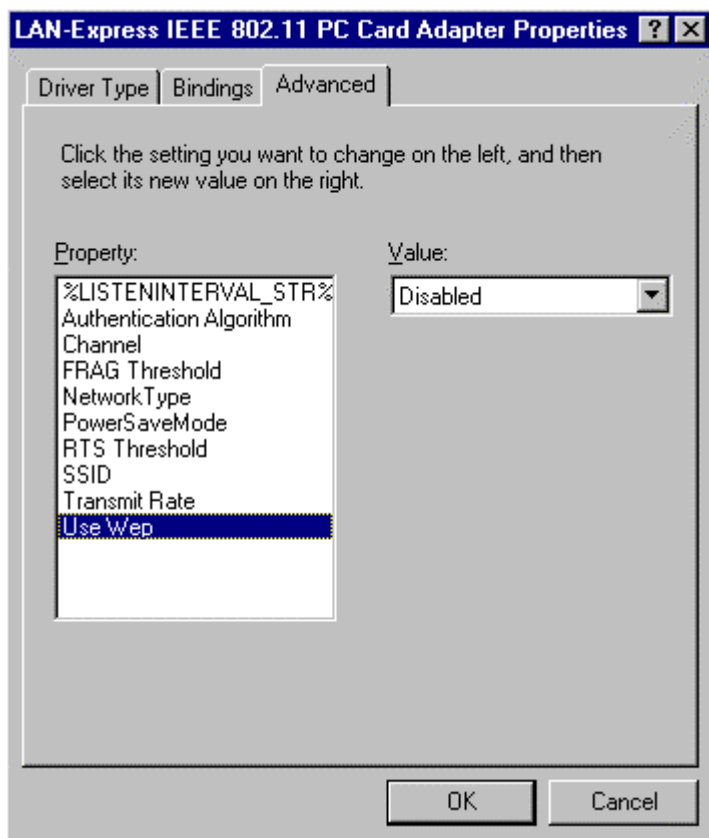 LAN-Express IEEE 802.11 PC Card Adapter Properties
Driver Type Bindings Advanced
Click the setting you want to change on the left, and then
select its new value on the right.
Property: Value:
%LISTENINTERVAL_STR% Disabled
Authentication Algorithm
Channel
FRAG Threshold
NetworkType
PowerSaveMode
RTS Threshold
SSID
Transmit Rate
Use Wep
OK Cancel